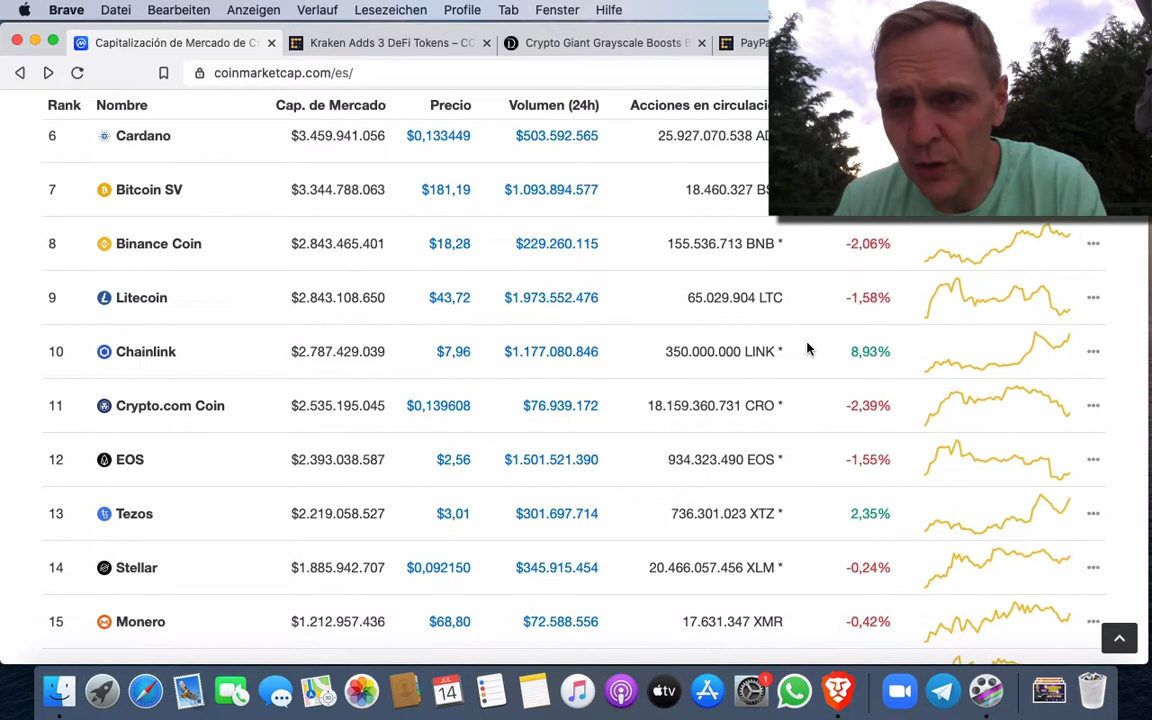 Brave Datei Bearbeiten Anzeigen Verlauf Lesezeichen Profile Tab Fenster Hilfe
Capitalización de Mercado de C Kraken Adds 3 DeFi Tokens – CO Crypto Giant Grayscale Boosts E PayPa
coinmarketcap.com/es/
Rank Nombre Cap. de Mercado Precio Volumen (24h) Acciones en circulació
6 Cardano $3.459.941.056 $0,133449 $503.592.565 25.927.070.538 AD
7 Bitcoin SV $3.344.788.063 $181,19 $1.093.894.577 18.460.327 BS
8 Binance Coin $2.843.465.401 $18,28 $229.260.115 155.536.713 BNB * -2,06%
9 Litecoin $2.843.108.650 $43,72 $1.973.552.476 65.029.904 LTC -1,58%
10 Chainlink $2.787.429.039 $7,96 $1.177.080.846 350.000.000 LINK * 8,93%
11 Crypto.com Coin $2.535.195.045 $0,139608 $76.939.172 18.159.360.731 CRO * -2,39%
12 EOS $2.393.038.587 $2,56 $1.501.521.390 934.323.490 EOS * -1,55%
13 Tezos $2.219.058.527 $3,01 $301.697.714 736.301.023 XTZ * 2,35%
14 Stellar $1.885.942.707 $0,092150 $345.915.454 20.466.057.456 XLM * -0,24%
15 Monero $1.212.957.436 $68,80 $72.588.556 17.631.347 XMR -0,42%
JUL
14
tv
1